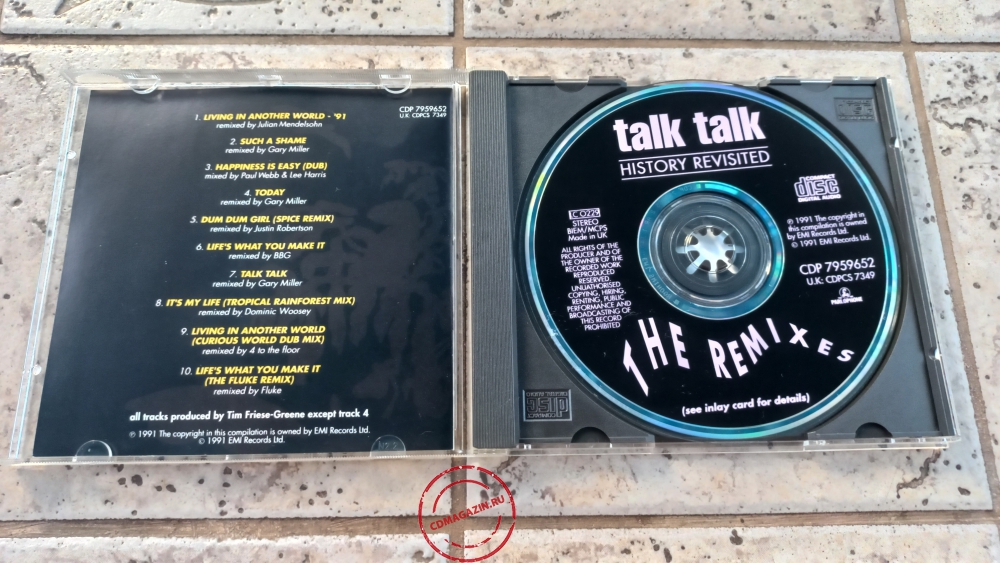 CDP 7959652
U.K: CDPCS 7349
1. LIVING IN ANOTHER WORLD - '91
remixed by Julian Mendelsohn
2. SUCH A SHAME
remixed by Gary Miller
3. HAPPINESS IS EASY (DUB)
mixed by Paul Webb & Lee Harris
4. TODAY
remixed by Gary Miller
5. DUM DUM GIRL (SPICE REMIX)
remixed by Justin Robertson
6. LIFE'S WHAT YOU MAKE IT
remixed by BBG
7. TALK TALK
remixed by Gary Miller
8. IT'S MY LIFE (TROPICAL RAINFOREST MIX)
remixed by Dominic Woosey
9. LIVING IN ANOTHER WORLD
(CURIOUS WORLD DUB MIX)
remixed by 4 to the floor
10. LIFE'S WHAT YOU MAKE IT
(THE FLUKE REMIX)
remixed by Fluke
all tracks produced by Tim Friese-Greene except track 4
℗ 1991 The copyright in this compilation is owned by EMI Records Ltd.
© 1991 EMI Records Ltd.
talk talk
HISTORY REVISITED
COMPACT
disc
DIGITAL AUDIO
LC 0229
STEREO
BIEM/MCPS
Made in UK
ALL RIGHTS OF THE
PRODUCER AND OF
THE OWNER OF THE
RECORDED WORK
REPRODUCED
RESERVED.
UNAUTHORISED
COPYING, HIRING,
RENTING, PUBLIC
PERFORMANCE AND
BROADCASTING OF
THIS RECORD
PROHIBITED
℗ 1991 The copyright in
this compilation is owned
by EMI Records Ltd.
© 1991 EMI Records Ltd.
CDP 7959652
U.K: CDPCS 7349
PARLOPHONE
THE REMIXES
(see inlay card for details)
COMPACT
disc
DIGITAL AUDIO
CDMAGAZIN.RU